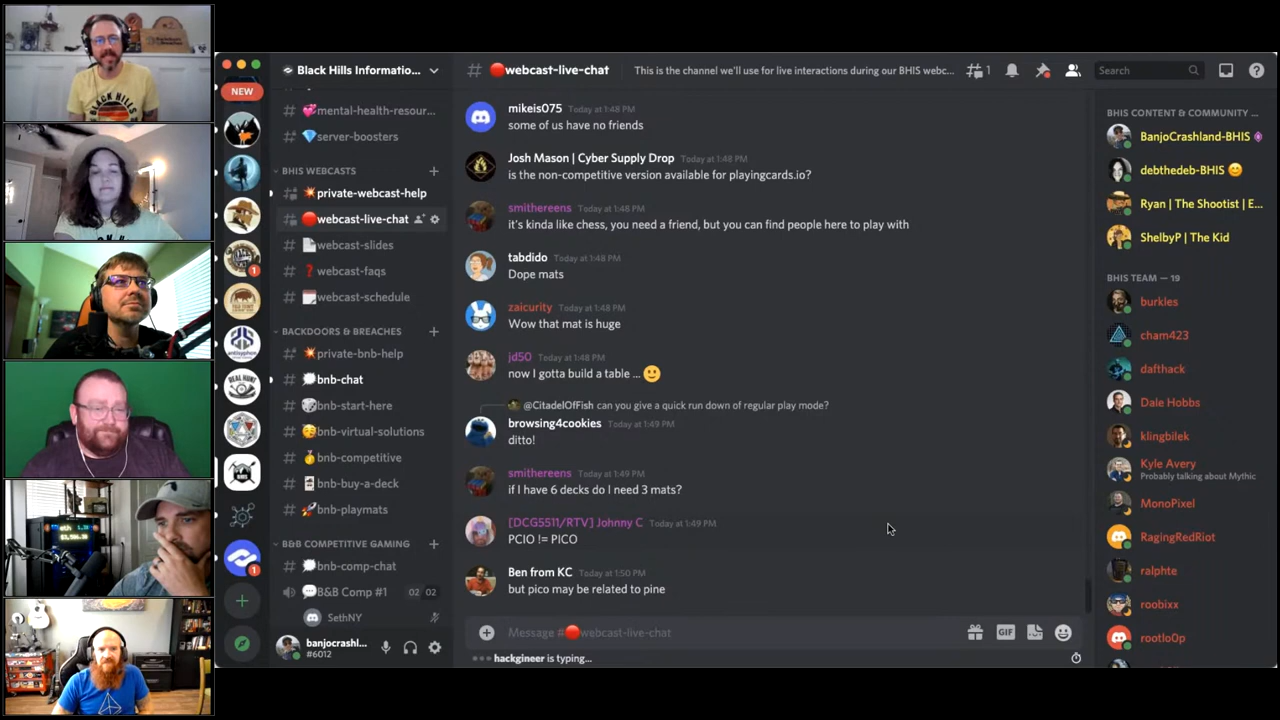 BLACK HILLS
NEW
Black Hills Informatio...
mental-health-resour...
server-boosters
BHIS WEBCASTS
private-webcast-help
webcast-live-chat
webcast-slides
webcast-faqs
webcast-schedule
BACKDOORS & BREACHES
private-bnb-help
bnb-chat
bnb-start-here
bnb-virtual-solutions
bnb-competitive
bnb-buy-a-deck
bnb-playmats
B&B COMPETITIVE GAMING
bnb-comp-chat
B&B Comp #1 02 02
SethNY
banjocrashl...
#6012
1
antisyphon
REAL HUNT
BHIS
1
# webcast-live-chat This is the channel we'll use for live interactions during our BHIS webc... 1 Search
mikeis075 Today at 1:48 PM
some of us have no friends
Josh Mason | Cyber Supply Drop Today at 1:48 PM
is the non-competitive version available for playingcards.io?
smithereens Today at 1:48 PM
it's kinda like chess, you need a friend, but you can find people here to play with
tabdido Today at 1:48 PM
Dope mats
zaicurity Today at 1:48 PM
Wow that mat is huge
jd50 Today at 1:48 PM
now I gotta build a table ...
@CitadelOfFish can you give a quick run down of regular play mode?
browsing4cookies Today at 1:49 PM
ditto!
smithereens Today at 1:49 PM
if I have 6 decks do I need 3 mats?
[DCG5511/RTV] Johnny C Today at 1:49 PM
PCIO != PICO
Ben from KC Today at 1:50 PM
but pico may be related to pine
Message #webcast-live-chat
GIF
hackgineer is typing...
BHIS CONTENT & COMMUNITY ...
BanjoCrashland-BHIS
debthedeb-BHIS
Ryan | The Shootist | E...
ShelbyP | The Kid
BHIS TEAM — 19
burkles
cham423
dafthack
Dale Hobbs
klingbilek
Kyle Avery
Probably talking about Mythic
MonoPixel
RagingRedRiot
ralphte
roobixx
rootlo0p